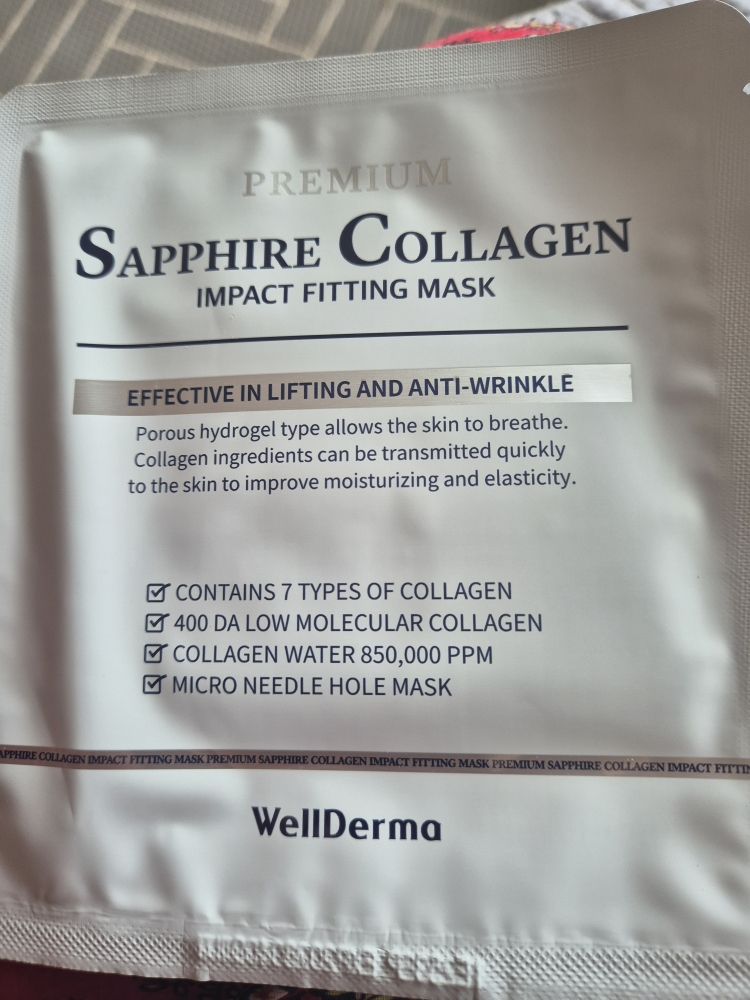 PREMIUM
SAPPHIRE COLLAGEN
IMPACT FITTING MASK
EFFECTIVE IN LIFTING AND ANTI-WRINKLE
Porous hydrogel type allows the skin to breathe.
Collagen ingredients can be transmitted quickly
to the skin to improve moisturizing and elasticity.
CONTAINS 7 TYPES OF COLLAGEN
400 DA LOW MOLECULAR COLLAGEN
COLLAGEN WATER 850,000 PPM
MICRO NEEDLE HOLE MASK
APPHIRE COLLAGEN IMPACT FITTING MASK PREMIUM SAPPHIRE COLLAGEN IMPACT FITTING MASK PREMIUM SAPPHIRE COLLAGEN IMPACT FITTIN
WellDerma